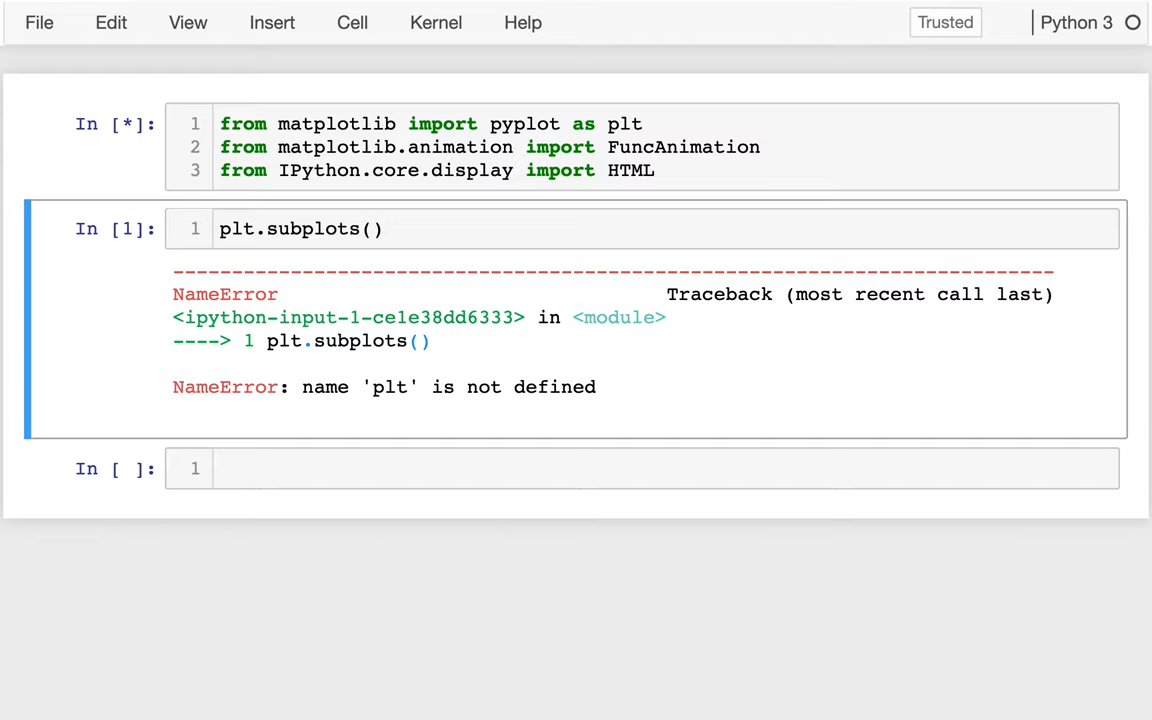 File Edit View Insert Cell Kernel Help Trusted Python 3
In [*]: 1 from matplotlib import pyplot as plt
2 from matplotlib.animation import FuncAnimation
3 from IPython.core.display import HTML
In [1]: 1 plt.subplots()
---------------------------------------------------------------------------
NameError Traceback (most recent call last)
<ipython-input-1-ce1e38dd6333> in <module>
----> 1 plt.subplots()
NameError: name 'plt' is not defined
In [ ]: 1